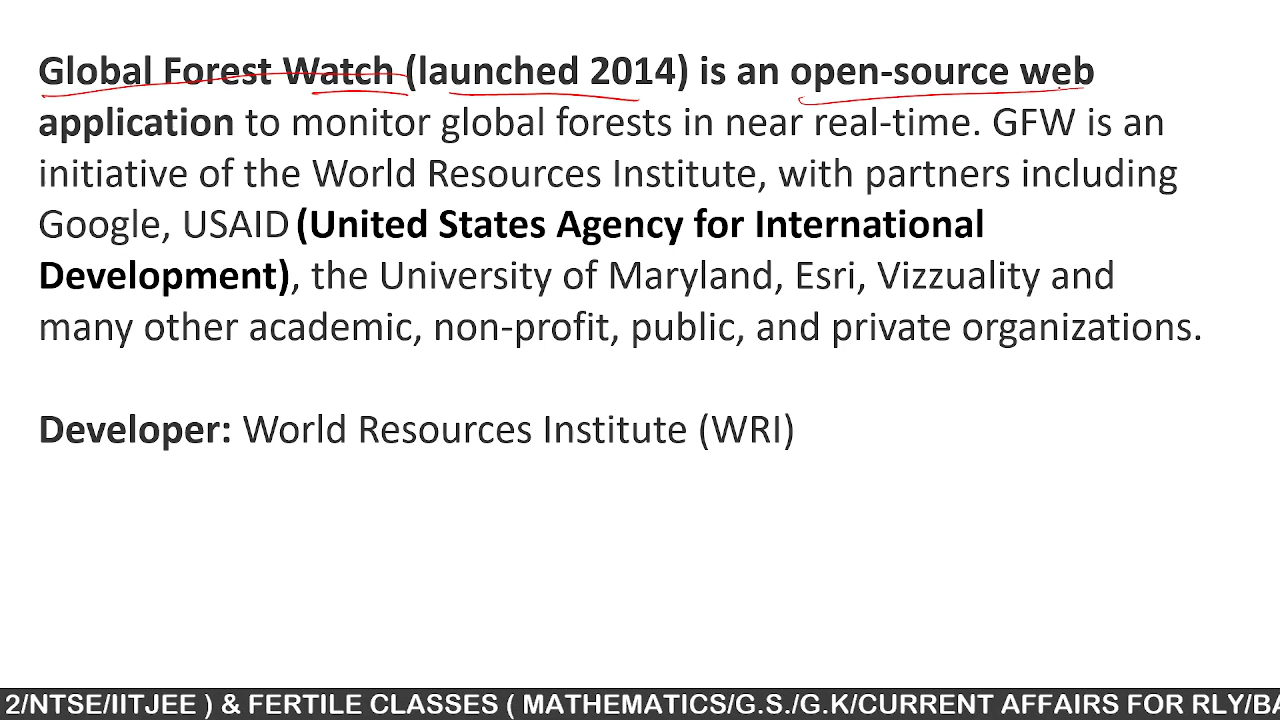 Global Forest Watch (launched 2014) is an open-source web
application to monitor global forests in near real-time. GFW is an
initiative of the World Resources Institute, with partners including
Google, USAID (United States Agency for International
Development), the University of Maryland, Esri, Vizzuality and
many other academic, non-profit, public, and private organizations.
Developer: World Resources Institute (WRI)
2/NTSE/IITJEE ) & FERTILE CLASSES ( MATHEMATICS/G.S./G.K/CURRENT AFFAIRS FOR RLY/BA